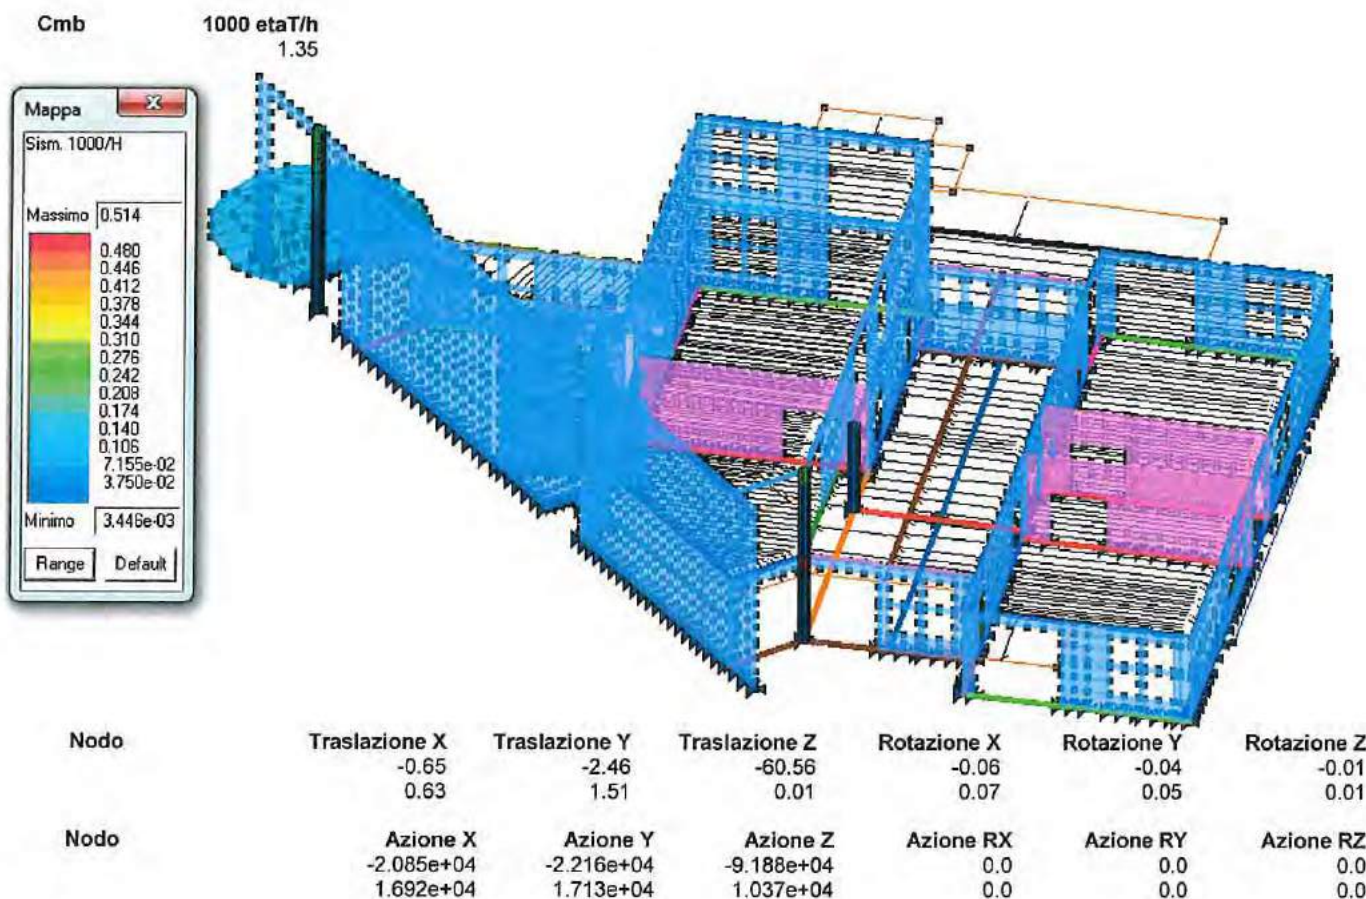 Cmb 1000 etaT/h
1.35
Mappa
Sism. 1000/H
Massimo 0.514
0.480
0.446
0.412
0.378
0.344
0.310
0.276
0.242
0.208
0.174
0.140
0.106
7.155e-02
3.750e-02
Minimo 3.446e-03
Range Default
Nodo Traslazione X Traslazione Y Traslazione Z Rotazione X Rotazione Y Rotazione Z
-0.65 -2.46 -60.56 -0.06 -0.04 -0.01
0.63 1.51 0.01 0.07 0.05 0.01
Nodo Azione X Azione Y Azione Z Azione RX Azione RY Azione RZ
-2.085e+04 -2.216e+04 -9.188e+04 0.0 0.0 0.0
1.692e+04 1.713e+04 1.037e+04 0.0 0.0 0.0